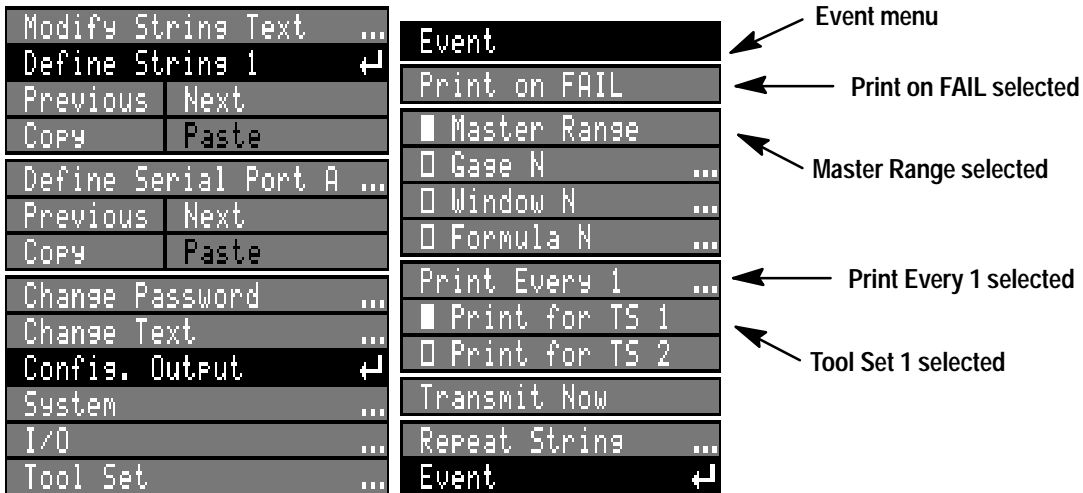 Modify String Text ...
Define String 1 ↵
Previous Next
Copy Paste
Define Serial Port A ...
Previous Next
Copy Paste
Change Password ...
Change Text ...
Config. Output ↵
System ...
I/O ...
Tool Set ...
Event
Print on FAIL
Master Range
Gage N ...
Window N ...
Formula N ...
Print Every 1 ...
Print for TS 1
Print for TS 2
Transmit Now
Repeat String ...
Event ↵
Event menu
Print on FAIL selected
Master Range selected
Print Every 1 selected
Tool Set 1 selected